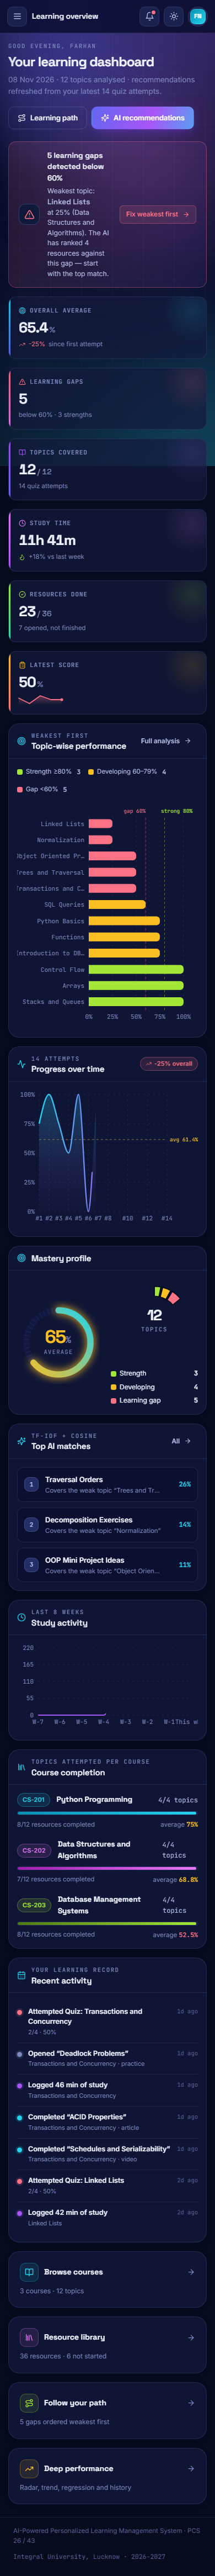 Learning overview
FN
GOOD EVENING, FARHAN
Your learning dashboard
08 Nov 2026 · 12 topics analysed · recommendations
refreshed from your latest 14 quiz attempts.
Learning path
AI recommendations
5 learning gaps
detected below
60%
Weakest topic:
Linked Lists
at 25% (Data
Structures and
Algorithms). The AI
has ranked 4
resources against
this gap — start
with the top match.
Fix weakest first
OVERALL AVERAGE
65.4%
-25% since first attempt
LEARNING GAPS
5
below 60% · 3 strengths
TOPICS COVERED
12 / 12
14 quiz attempts
STUDY TIME
11h 41m
+18% vs last week
RESOURCES DONE
23 / 36
7 opened, not finished
LATEST SCORE
50%
WEAKEST FIRST
Topic-wise performance
Full analysis
Strength ≥80% 3
Developing 60–79% 4
Gap <60% 5
gap 60%
strong 80%
Linked Lists
Normalization
Object Oriented Pr…
Trees and Traversal
Transactions and C…
SQL Queries
Python Basics
Functions
Introduction to DB…
Control Flow
Arrays
Stacks and Queues
0% 25% 50% 75% 100%
14 ATTEMPTS
Progress over time
-25% overall
100%
75%
50%
25%
0%
avg 61.4%
#1 #2 #3 #4 #5 #6 #7 #8 #10 #12 #14
Mastery profile
65%
AVERAGE
12
TOPICS
Strength 3
Developing 4
Learning gap 5
TF-IDF + COSINE
Top AI matches
All
1
Traversal Orders
Covers the weak topic “Trees and Tr…
26%
2
Decomposition Exercises
Covers the weak topic “Normalization”
14%
3
OOP Mini Project Ideas
Covers the weak topic “Object Orien…
11%
LAST 8 WEEKS
Study activity
220
165
110
55
0
W-7 W-6 W-5 W-4 W-3 W-2 W-1 This w
TOPICS ATTEMPTED PER COURSE
Course completion
CS-201 Python Programming 4/4 topics
8/12 resources completed average 75%
CS-202 Data Structures and
Algorithms
4/4
topics
7/12 resources completed average 68.8%
CS-203 Database Management
Systems
4/4
topics
8/12 resources completed average 52.5%
YOUR LEARNING RECORD
Recent activity
Attempted Quiz: Transactions and
Concurrency
1d ago
2/4 · 50%
Opened “Deadlock Problems” 1d ago
Transactions and Concurrency · practice
Logged 46 min of study 1d ago
Transactions and Concurrency
Completed “ACID Properties” 1d ago
Transactions and Concurrency · article
Completed “Schedules and Serializability” 1d ago
Transactions and Concurrency · video
Attempted Quiz: Linked Lists 2d ago
2/4 · 50%
Logged 42 min of study 2d ago
Linked Lists
Browse courses
3 courses · 12 topics
Resource library
36 resources · 6 not started
Follow your path
5 gaps ordered weakest first
Deep performance
Radar, trend, regression and history
AI-Powered Personalized Learning Management System · PCS
26 / 43
Integral University, Lucknow · 2026-2027